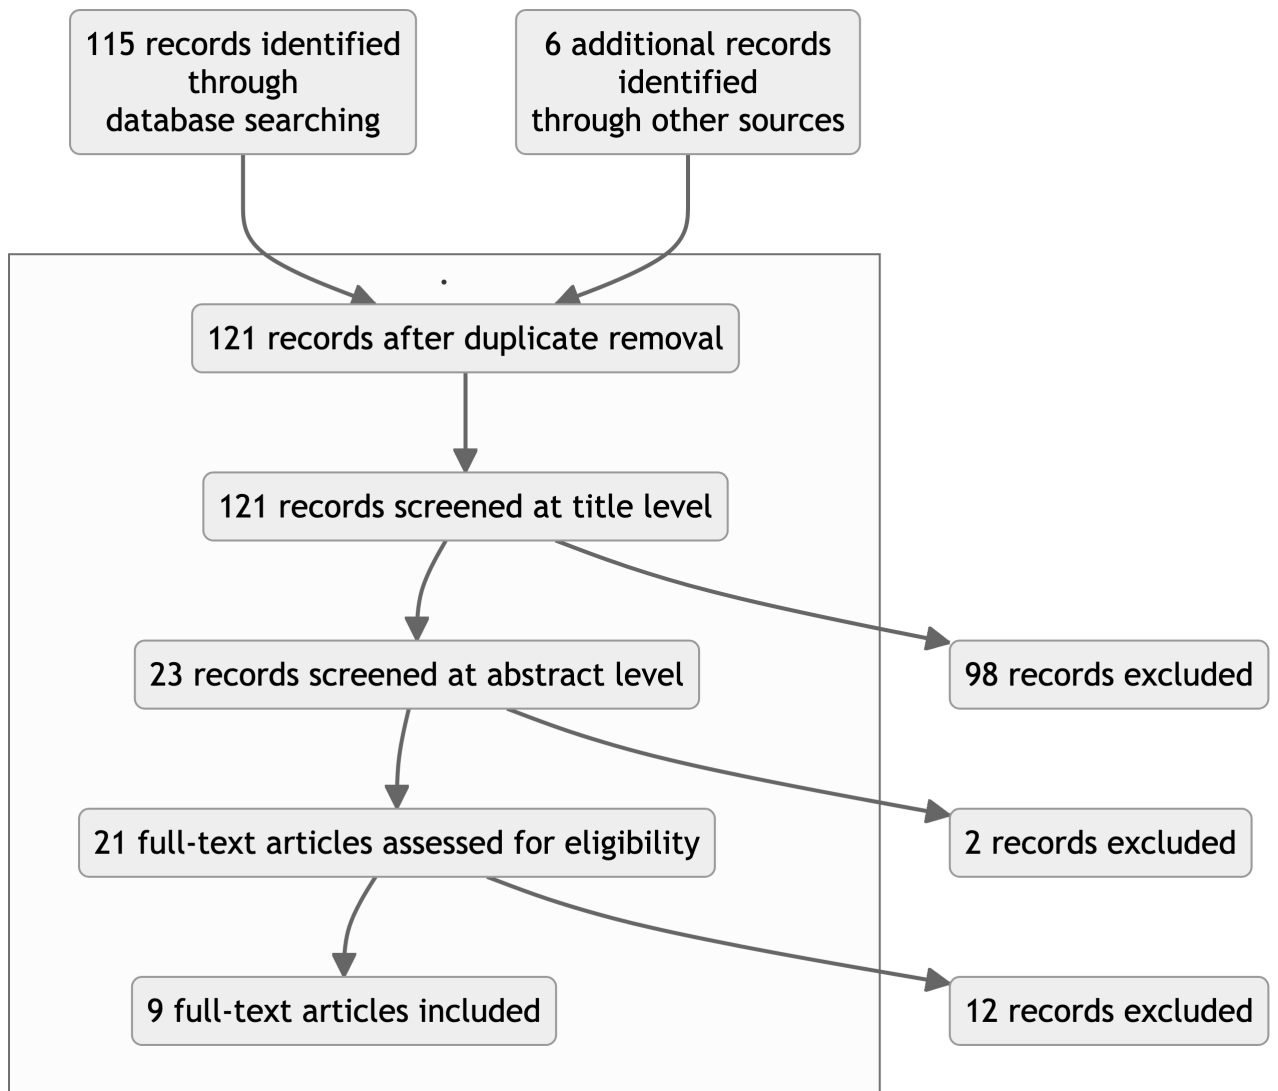 115 records identified
through
database searching
6 additional records
identified
through other sources
.
121 records after duplicate removal
121 records screened at title level
23 records screened at abstract level
98 records excluded
21 full-text articles assessed for eligibility
2 records excluded
9 full-text articles included
12 records excluded